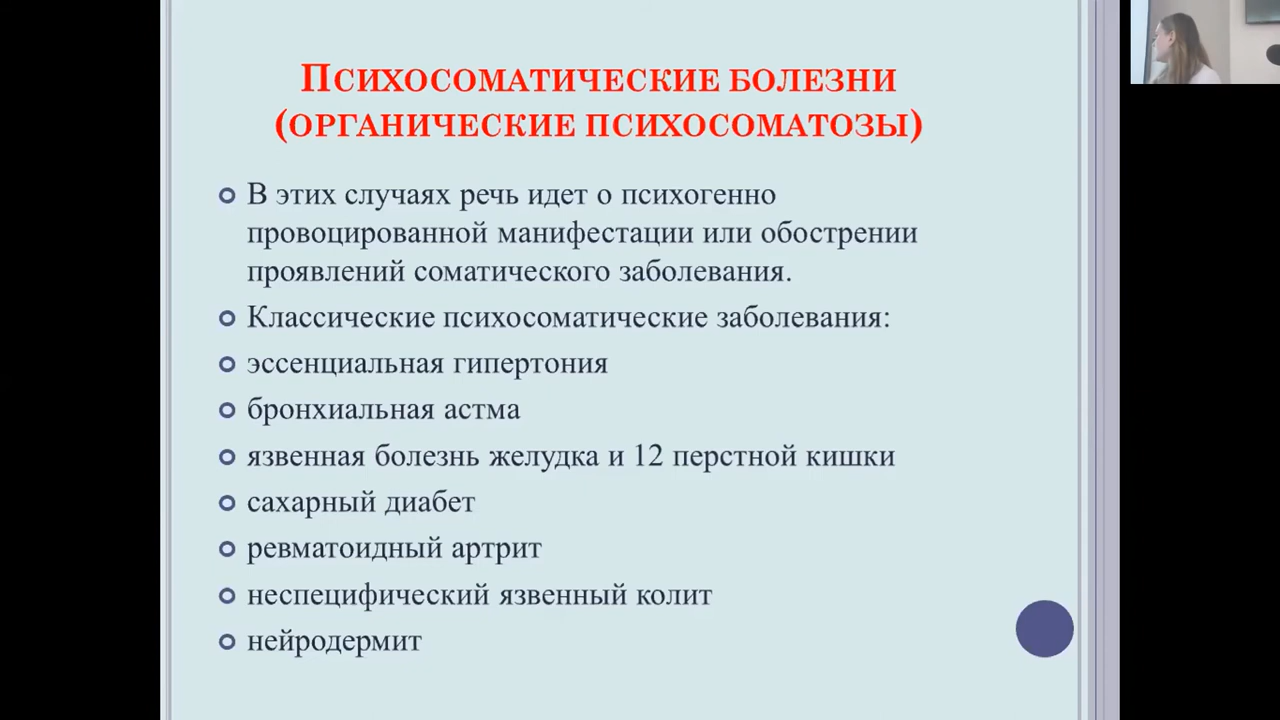 Психосоматические болезни
(органические психосоматозы)
В этих случаях речь идет о психогенно
провоцированной манифестации или обострении
проявлений соматического заболевания.
Классические психосоматические заболевания:
эссенциальная гипертония
бронхиальная астма
язвенная болезнь желудка и 12 перстной кишки
сахарный диабет
ревматоидный артрит
неспецифический язвенный колит
нейродермит